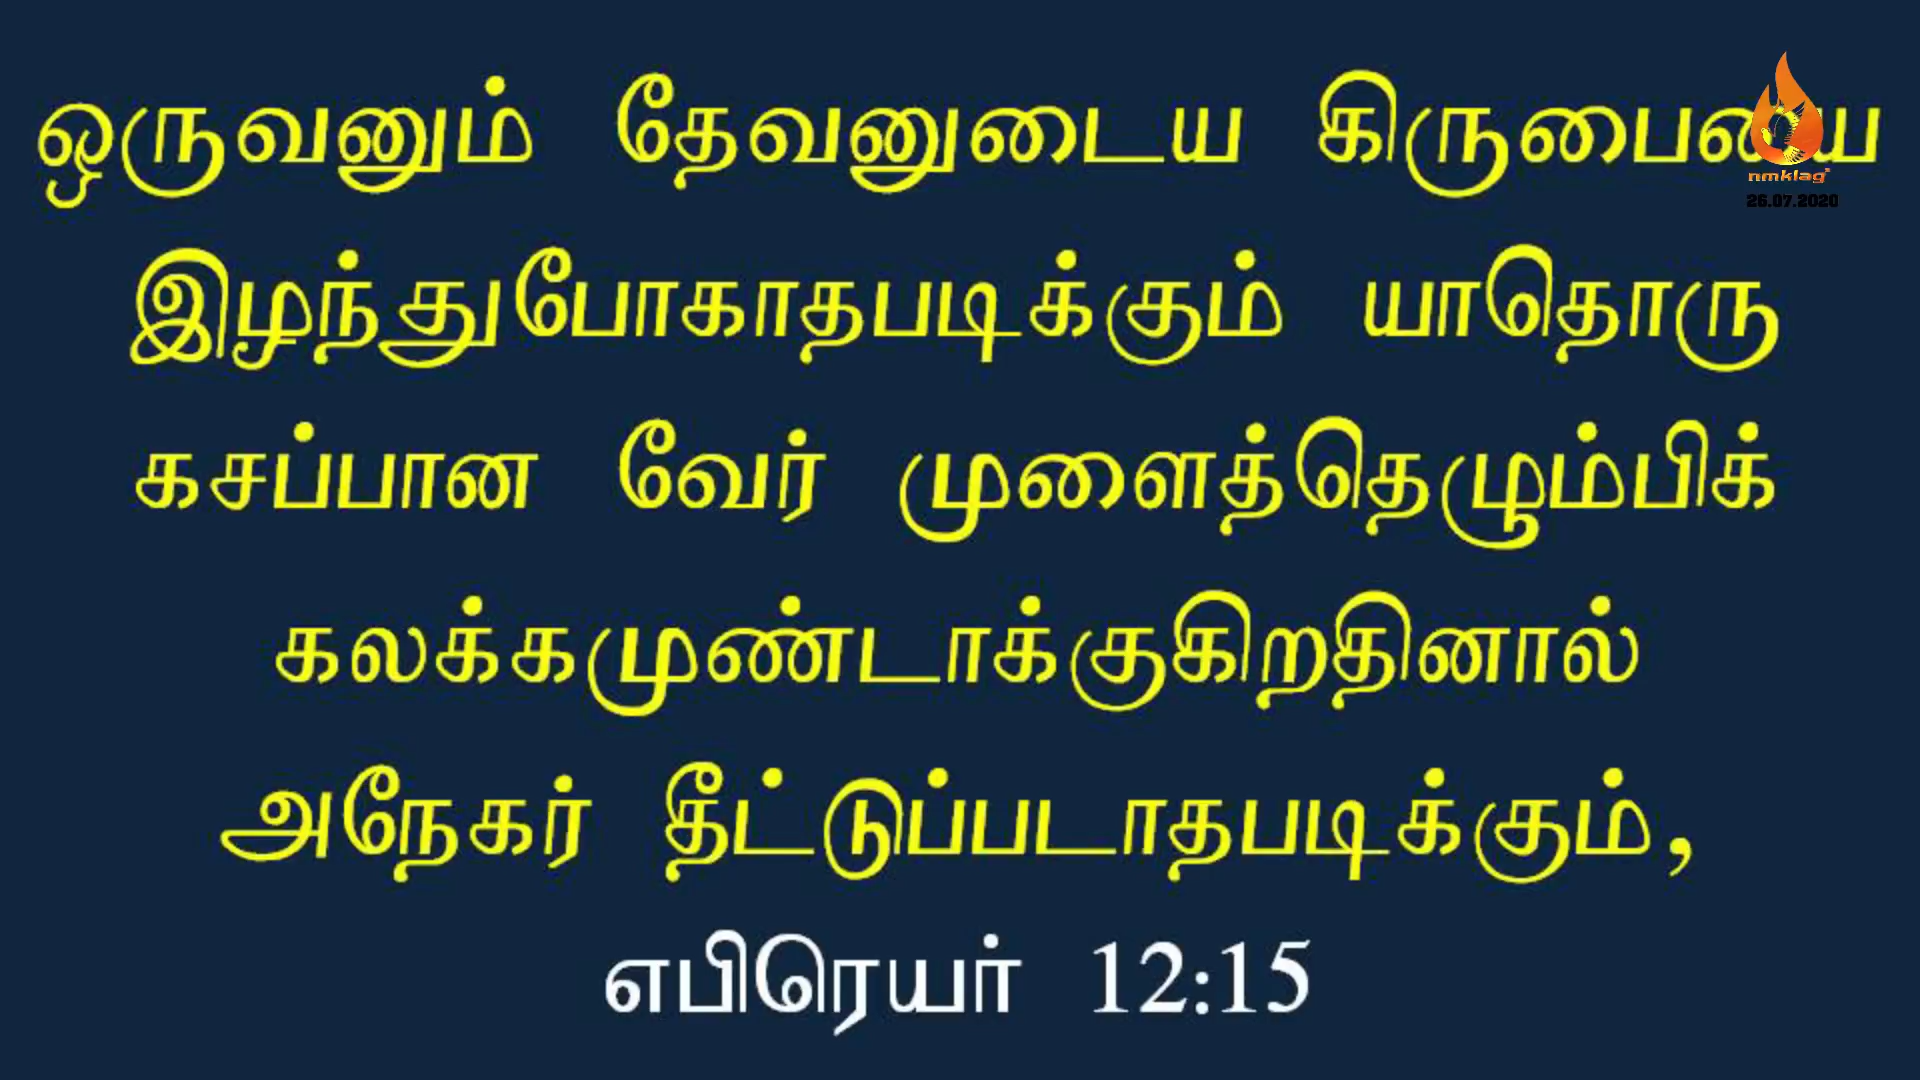 ஒருவனும் தேவனுடைய கிருபையை
இழந்துபோகாதபடிக்கும் யாதொரு
கசப்பான வேர் முளைத்தெழும்பிக்
கலக்கமுண்டாக்குகிறதினால்
அநேகர் தீட்டுப்படாதபடிக்கும்,
எபிரெயர் 12:15
nmklag
26.07.2020